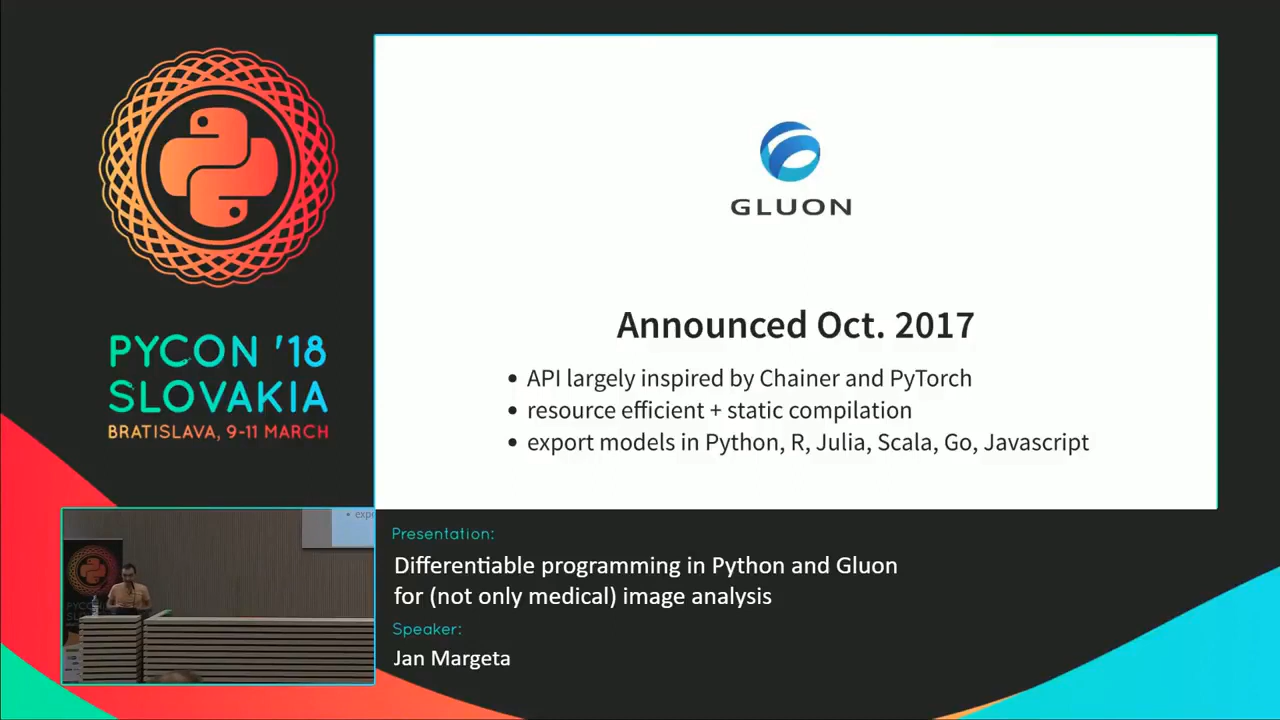 PYCON '18
SLOVAKIA
BRATISLAVA, 9-11 MARCH
GLUON
Announced Oct. 2017
• API largely inspired by Chainer and PyTorch
• resource efficient + static compilation
• export models in Python, R, Julia, Scala, Go, Javascript
Presentation:
Differentiable programming in Python and Gluon
for (not only medical) image analysis
Speaker:
Jan Margeta